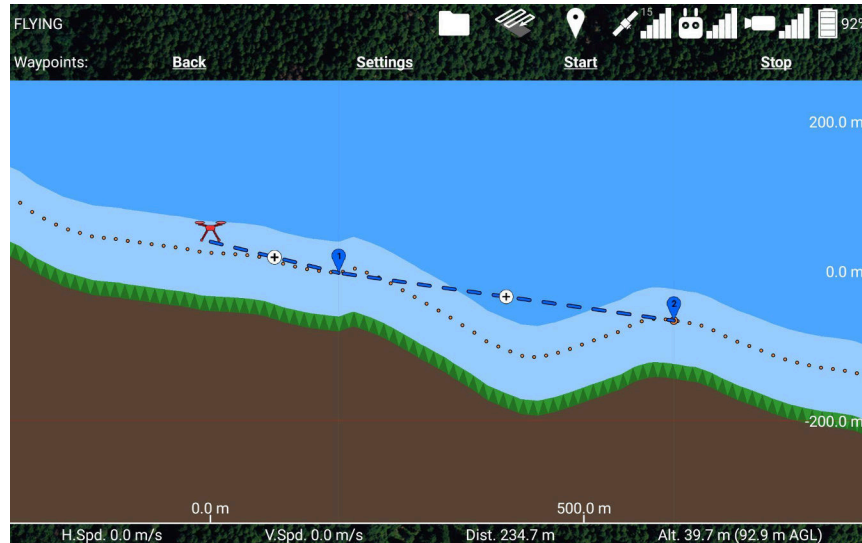 FLYING
15
92%
Waypoints: Back Settings Start Stop
200.0 m
1
0.0 m
2
-200.0 m
0.0 m 500.0 m
H.Spd. 0.0 m/s V.Spd. 0.0 m/s Dist. 234.7 m Alt. 39.7 m (92.9 m AGL)